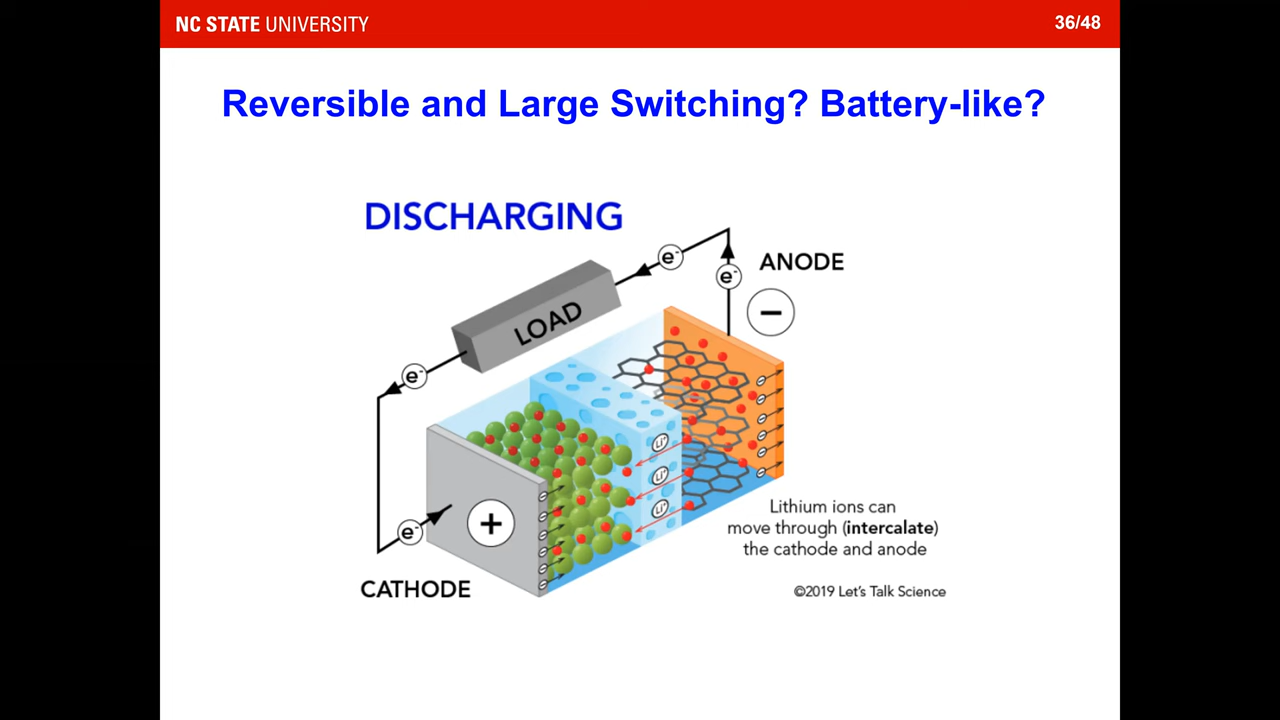 NC STATE UNIVERSITY
36/48
Reversible and Large Switching? Battery-like?
DISCHARGING
e-
e-
ANODE
−
LOAD
e-
Li+
Li+
Li+
+
e-
Lithium ions can
move through (intercalate)
the cathode and anode
CATHODE
©2019 Let's Talk Science